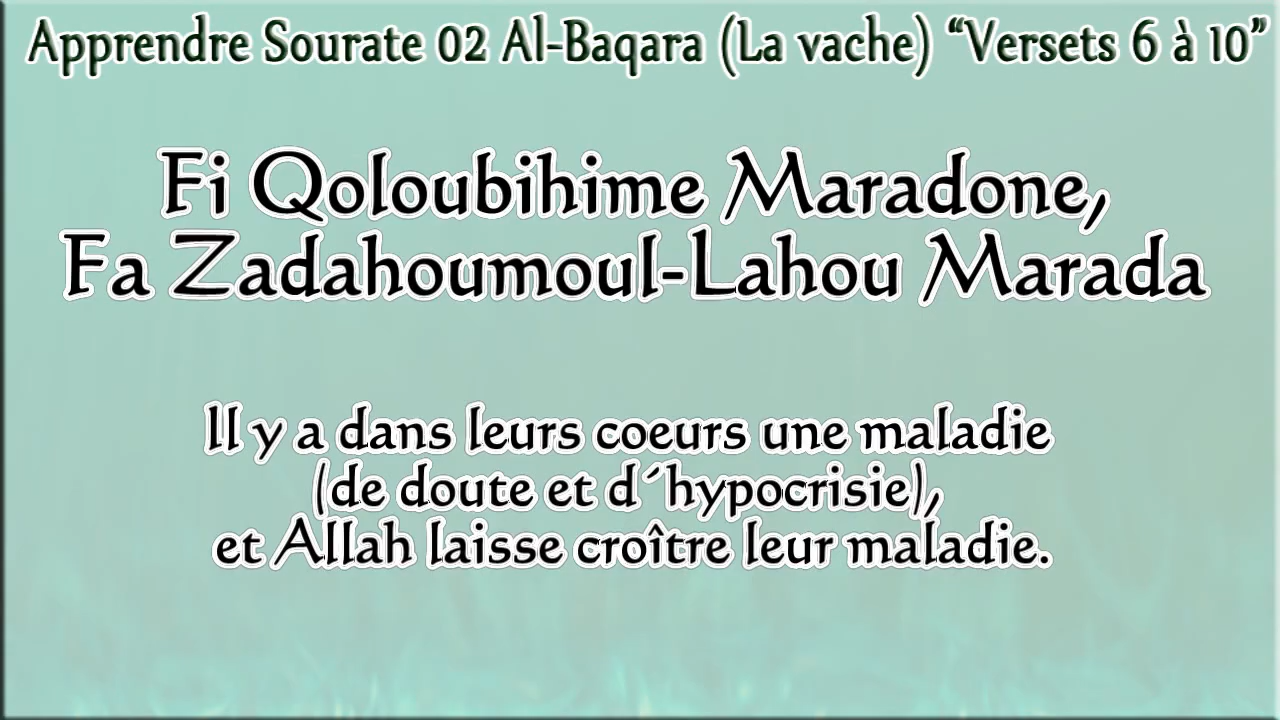 Apprendre Sourate 02 Al-Baqara (La vache) “Versets 6 à 10”
Fi Qoloubihime Maradone,
Fa Zadahoumoul-Lahou Marada
Il y a dans leurs coeurs une maladie
(de doute et d´hypocrisie),
et Allah laisse croître leur maladie.